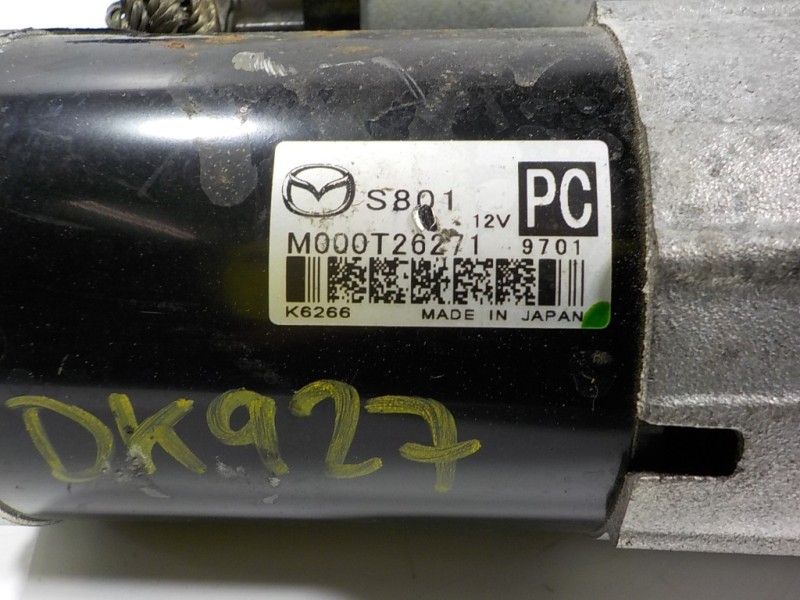 S801 12V PC
M000T26271 9701
K6266 MADE IN JAPAN
DK927